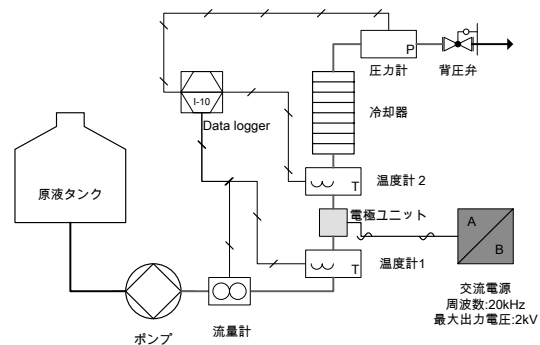 P
圧力計
背圧弁
I-10
Data logger
冷却器
原液タンク
温度計 2
T
電極ユニット
A
B
温度計1
T
交流電源
周波数:20kHz
最大出力電圧:2kV
流量計
ポンプ